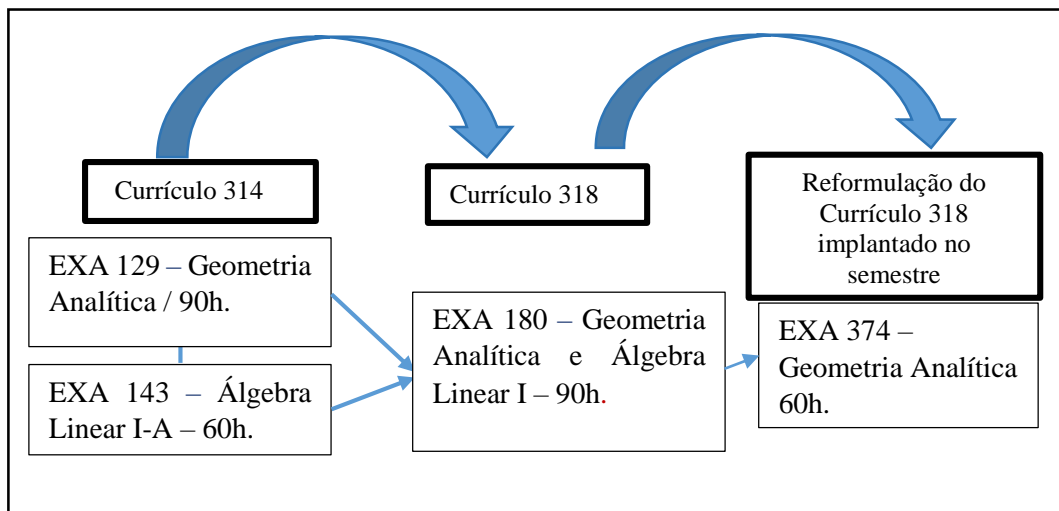 Currículo 314
Currículo 318
Reformulação do
Currículo 318
implantado no
semestre
EXA 129 – Geometria
Analítica / 90h.
EXA 143 – Álgebra
Linear I-A – 60h.
EXA 180 – Geometria
Analítica e Álgebra
Linear I – 90h.
EXA 374 –
Geometria Analítica
60h.